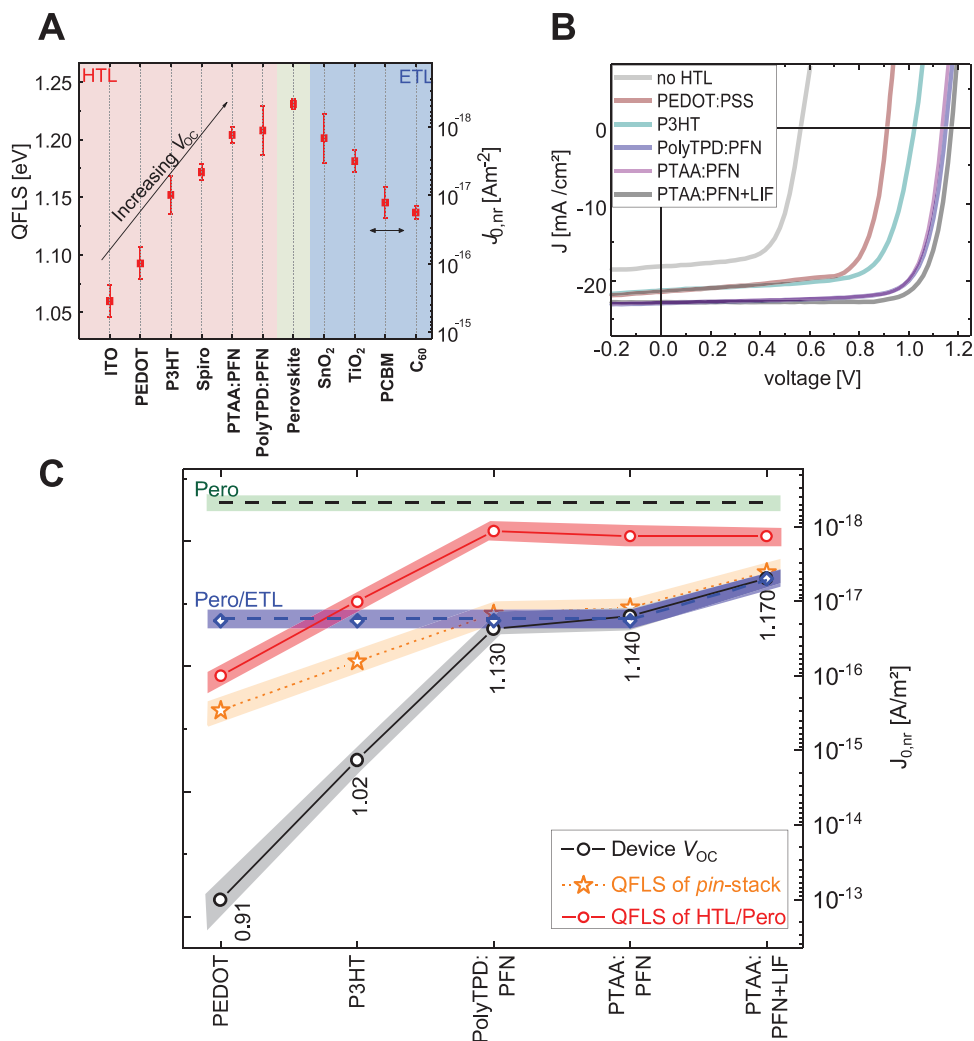 A
HTL
ETL
Increasing VOC
QFLS [eV]
1.25
1.20
1.15
1.10
1.05
10⁻¹⁸
10⁻¹⁷
10⁻¹⁶
10⁻¹⁵
J0,nr [Am⁻²]
ITO
PEDOT
P3HT
Spiro
PTAA:PFN
PolyTPD:PFN
Perovskite
SnO₂
TiO₂
PCBM
C₆₀
B
no HTL
PEDOT:PSS
P3HT
PolyTPD:PFN
PTAA:PFN
PTAA:PFN+LIF
J [mA /cm²]
0
-10
-20
-0.2
0.0
0.2
0.4
0.6
0.8
1.0
1.2
voltage [V]
C
Pero
Pero/ETL
0.91
1.02
1.130
1.140
1.170
10⁻¹⁸
10⁻¹⁷
10⁻¹⁶
10⁻¹⁵
10⁻¹⁴
10⁻¹³
J0,nr [A/m²]
Device VOC
QFLS of pin-stack
QFLS of HTL/Pero
PEDOT
P3HT
PolyTPD:
PFN
PTAA:
PFN
PTAA:
PFN+LIF